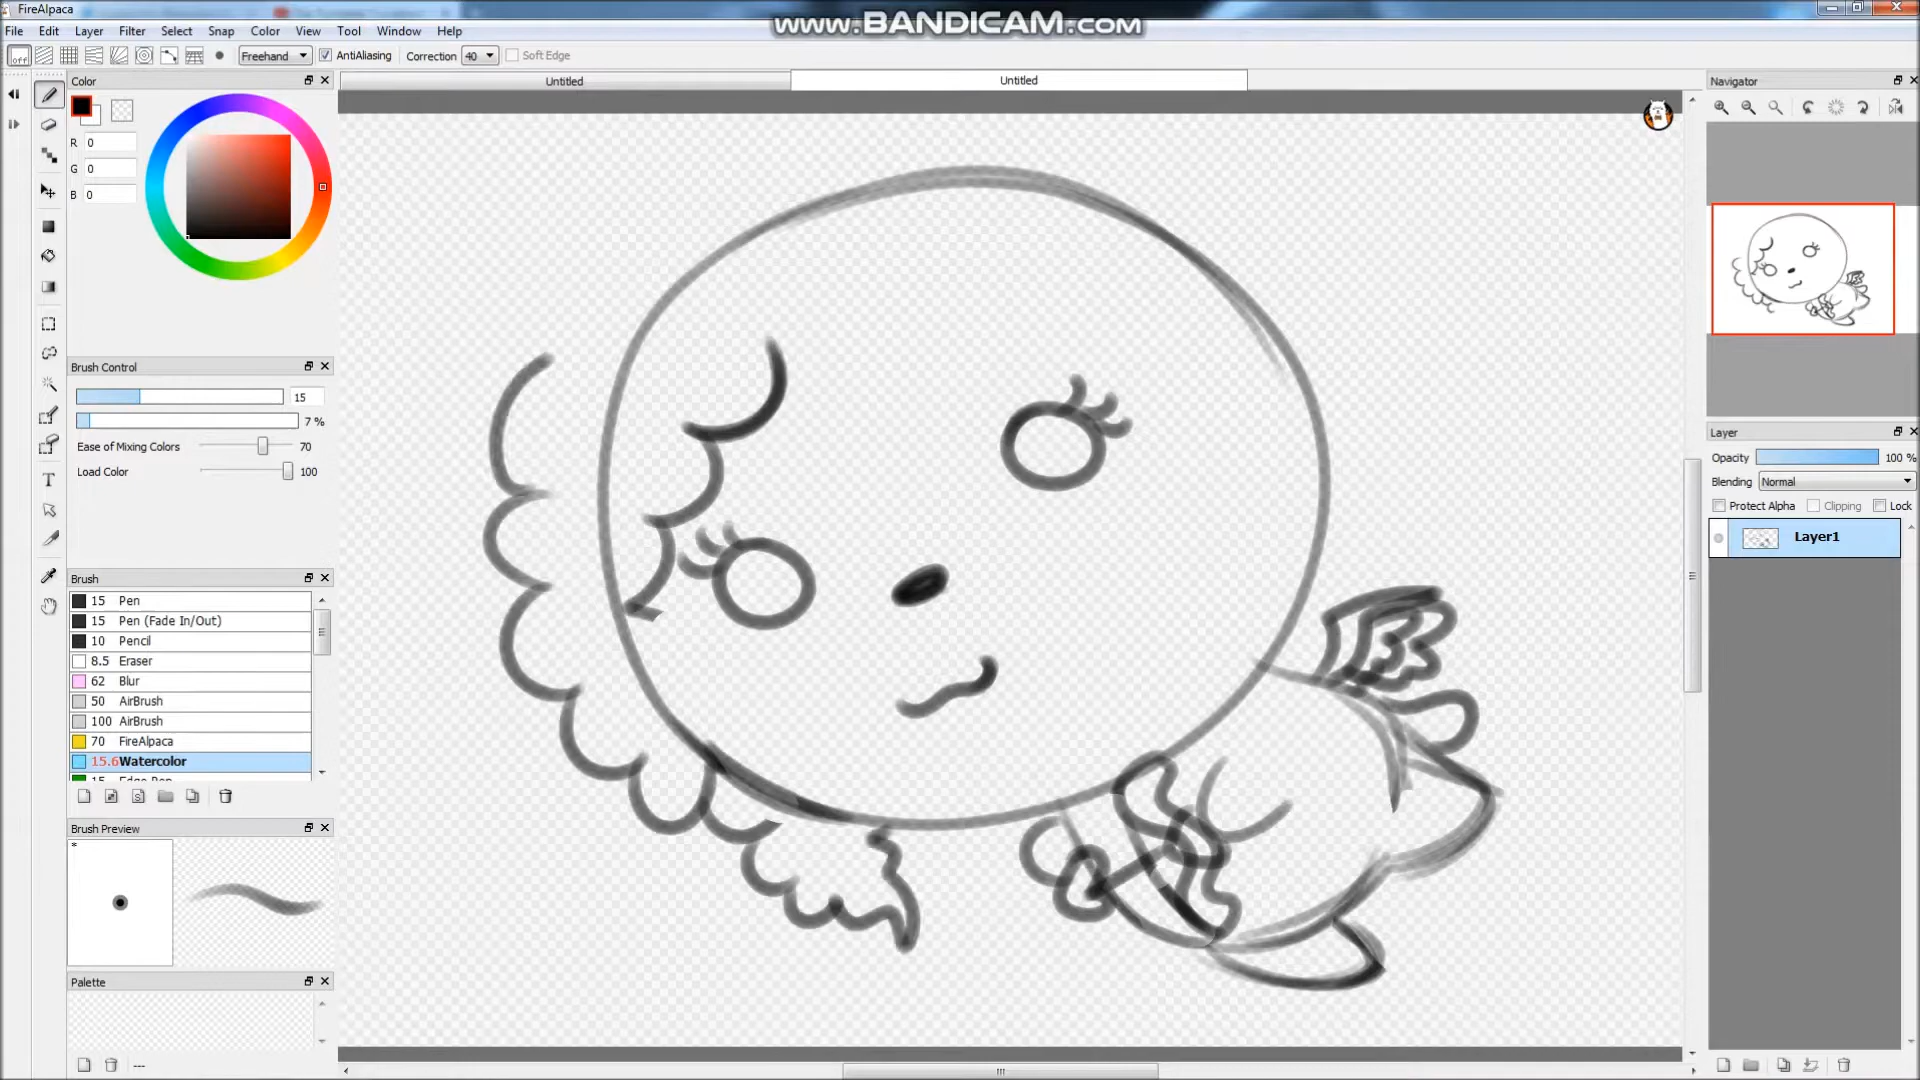 FireAlpaca
www.BANDICAM.com
File Edit Layer Filter Select Snap Color View Tool Window Help
off Freehand AntiAliasing Correction 40 Soft Edge
Color
Untitled Untitled
Navigator
R 0
G 0
B 0
Brush Control
15
7 %
Ease of Mixing Colors 70
Load Color 100
Layer
Opacity 100 %
Blending Normal
Protect Alpha Clipping Lock
Layer1
Brush
15 Pen
15 Pen (Fade In/Out)
10 Pencil
8.5 Eraser
62 Blur
50 AirBrush
100 AirBrush
70 FireAlpaca
15.6 Watercolor
15 Edge Pen
Brush Preview
*
Palette
---